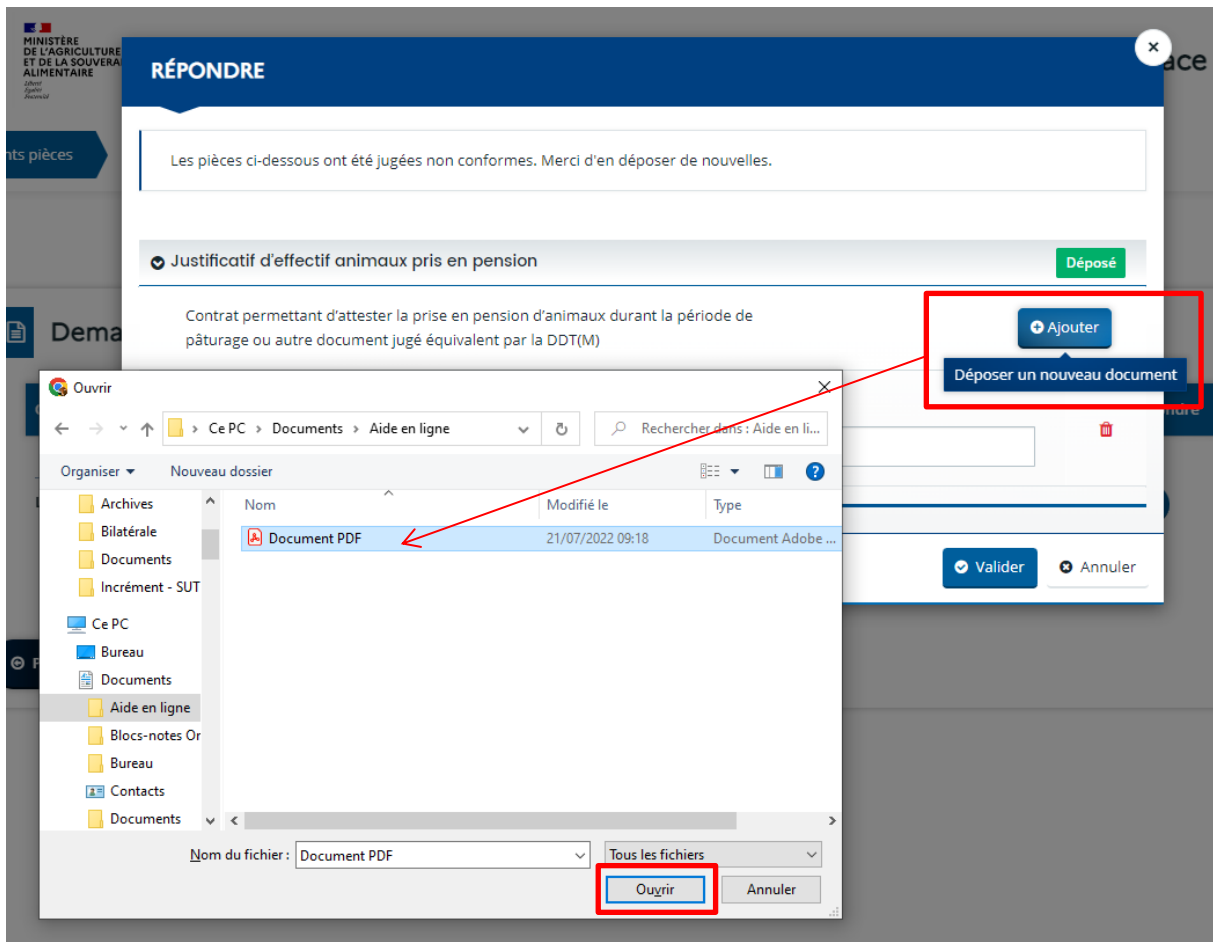 MINISTÈRE
DE L'AGRICULTURE
ET DE LA SOUVERA
ALIMENTAIRE
Liberté
Égalité
Fraternité
ace
RÉPONDRE
nts pièces
Les pièces ci-dessous ont été jugées non conformes. Merci d'en déposer de nouvelles.
Justificatif d'effectif animaux pris en pension
Déposé
Contrat permettant d'attester la prise en pension d'animaux durant la période de
pâturage ou autre document jugé équivalent par la DDT(M)
Ajouter
Déposer un nouveau document
Dema
ndre
Ouvrir
Ce PC > Documents > Aide en ligne
Rechercher dans : Aide en li...
Organiser
Nouveau dossier
Nom
Modifié le
Type
Document PDF
21/07/2022 09:18
Document Adobe ...
Archives
Bilatérale
Documents
Incrément - SUT
Ce PC
Bureau
Documents
Aide en ligne
Blocs-notes Or
Bureau
Contacts
Documents
Valider
Annuler
Nom du fichier :
Document PDF
Tous les fichiers
Ouvrir
Annuler